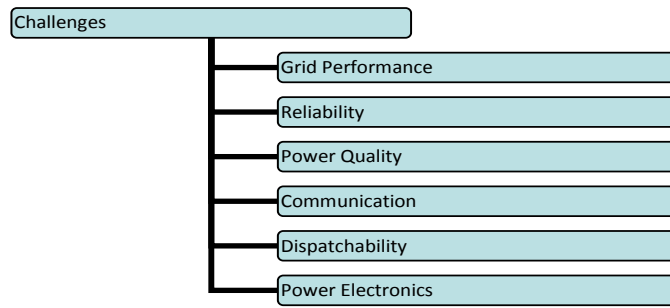 Challenges
Grid Performance
Reliability
Power Quality
Communication
Dispatchability
Power Electronics